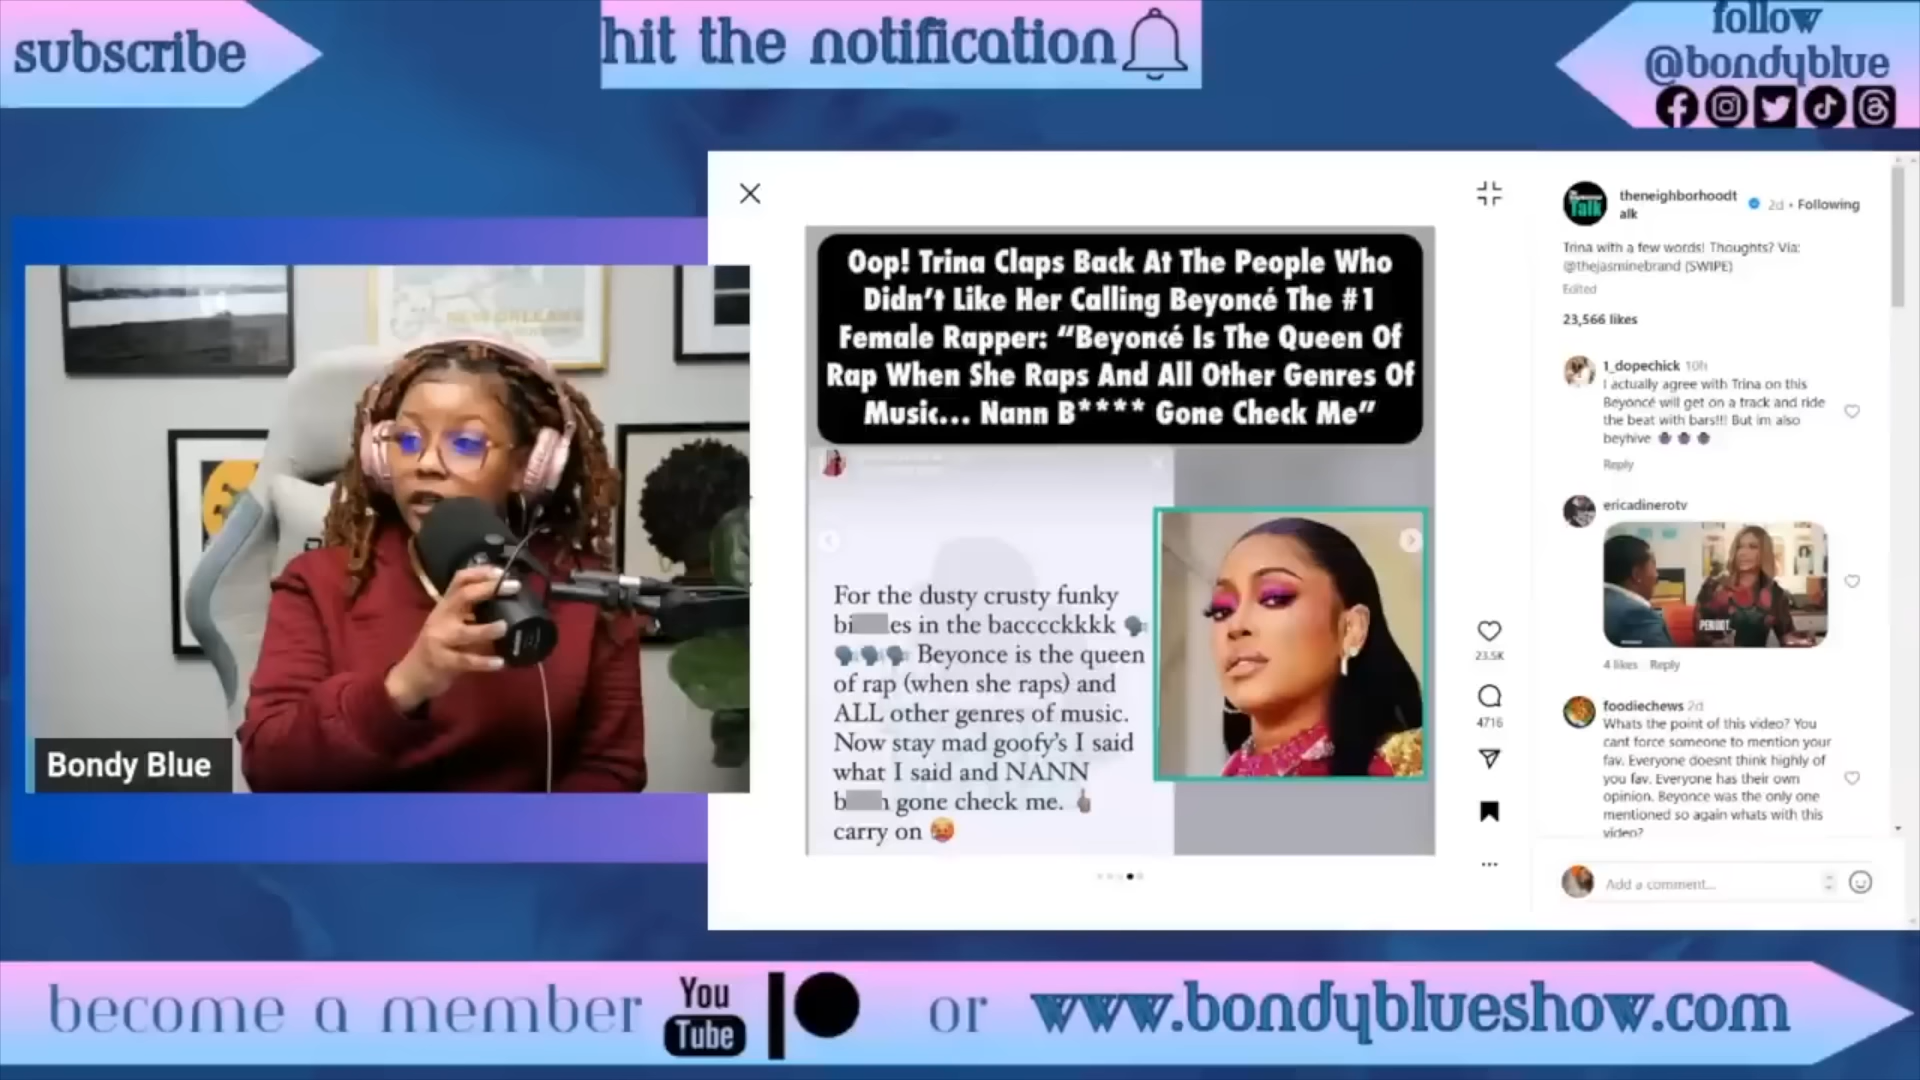 subscribe
hit the notification
follow
@bondyblue
Oop! Trina Claps Back At The People Who
Didn't Like Her Calling Beyoncé The #1
Female Rapper: “Beyoncé Is The Queen Of
Rap When She Raps And All Other Genres Of
Music... Nann B**** Gone Check Me”
For the dusty crusty funky
bi es in the bacccckkkk 🗣️
🗣️🗣️🗣️ Beyonce is the queen
of rap (when she raps) and
ALL other genres of music.
Now stay mad goofy's I said
what I said and NANN
b h gone check me. 🖕
carry on 🥵
23.5K
4716
Talk
theneighborhoodt
alk
2d • Following
Trina with a few words! Thoughts? Via:
@thejasminebrand (SWIPE)
Edited
23,566 likes
1_dopechick 10h
I actually agree with Trina on this
Beyoncé will get on a track and ride
the beat with bars!!! But im also
beyhive
Reply
ericadinerotv
PERIODT.
4 likes Reply
foodiechews 2d
Whats the point of this video? You
cant force someone to mention your
fav. Everyone doesnt think highly of
you fav. Everyone has their own
opinion. Beyonce was the only one
mentioned so again whats with this
video?
Add a comment...
NEW ORLEANS
Bondy Blue
become a member You Tube or www.bondyblueshow.com